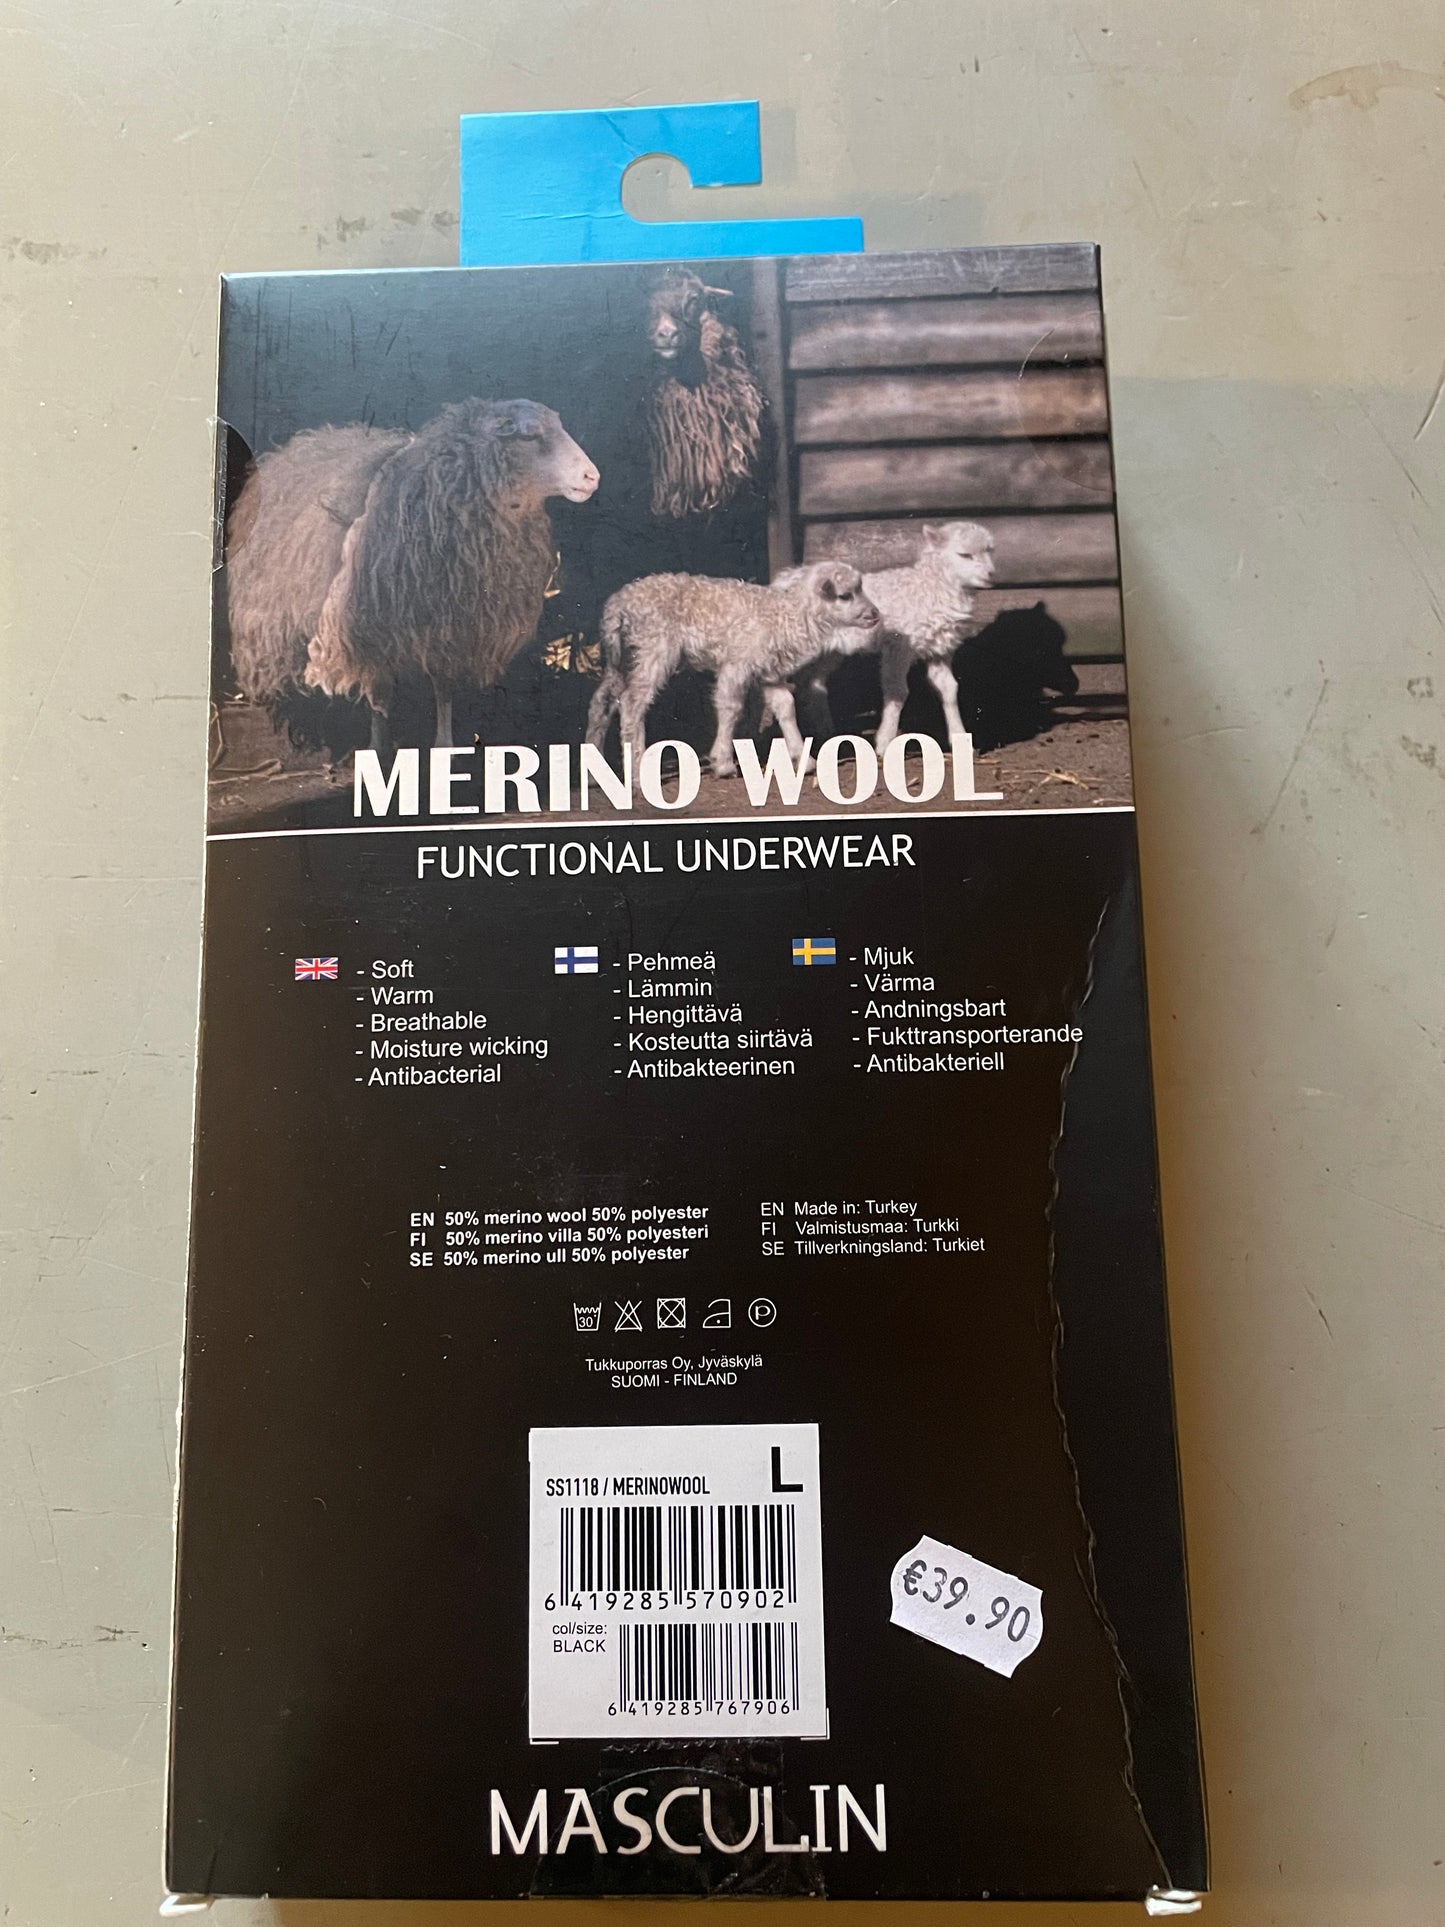 MERINO WOOL
FUNCTIONAL UNDERWEAR
- Soft
- Warm
- Breathable
- Moisture wicking
- Antibacterial
- Pehmeä
- Lämmin
- Hengittävä
- Kosteutta siirtävä
- Antibakteerinen
- Mjuk
- Värma
- Andningsbart
- Fukttransporterande
- Antibakteriell
EN 50% merino wool 50% polyester
FI 50% merino villa 50% polyesteri
SE 50% merino ull 50% polyester
EN Made in: Turkey
FI Valmistusmaa: Turkki
SE Tillverkningsland: Turkiet
30° P
Tukkuporras Oy, Jyväskylä
SUOMI - FINLAND
L
SS1118 / MERINOWOOL
6 419285 570902
col/size:
BLACK
6 419285 767906
€39.90
MASCULIN